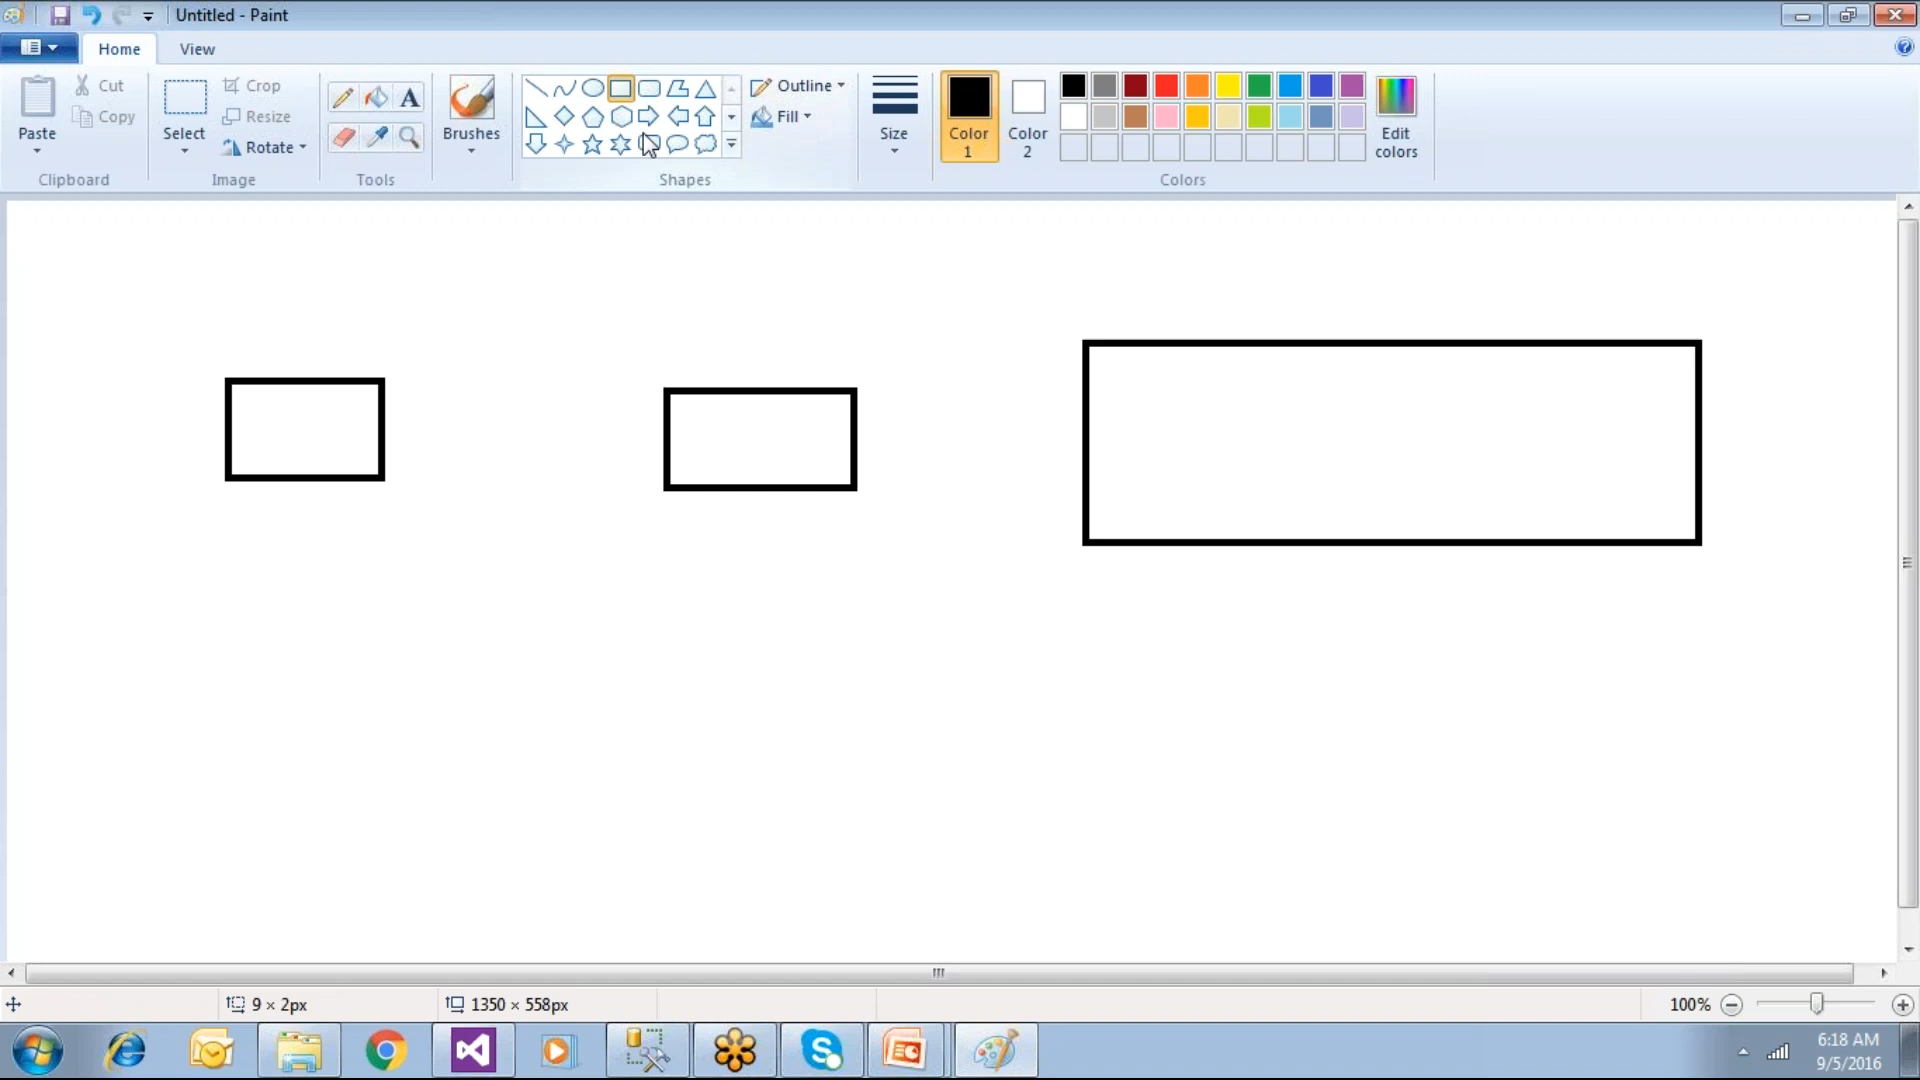 Untitled - Paint
Home View
Paste
Cut
Copy
Clipboard
Select
Crop
Resize
Rotate
Image
A
Tools
Brushes
Shapes
Outline
Fill
Size
Color 1
Color 2
Colors
Edit colors
9 × 2px
1350 × 558px
100%
6:18 AM
9/5/2016